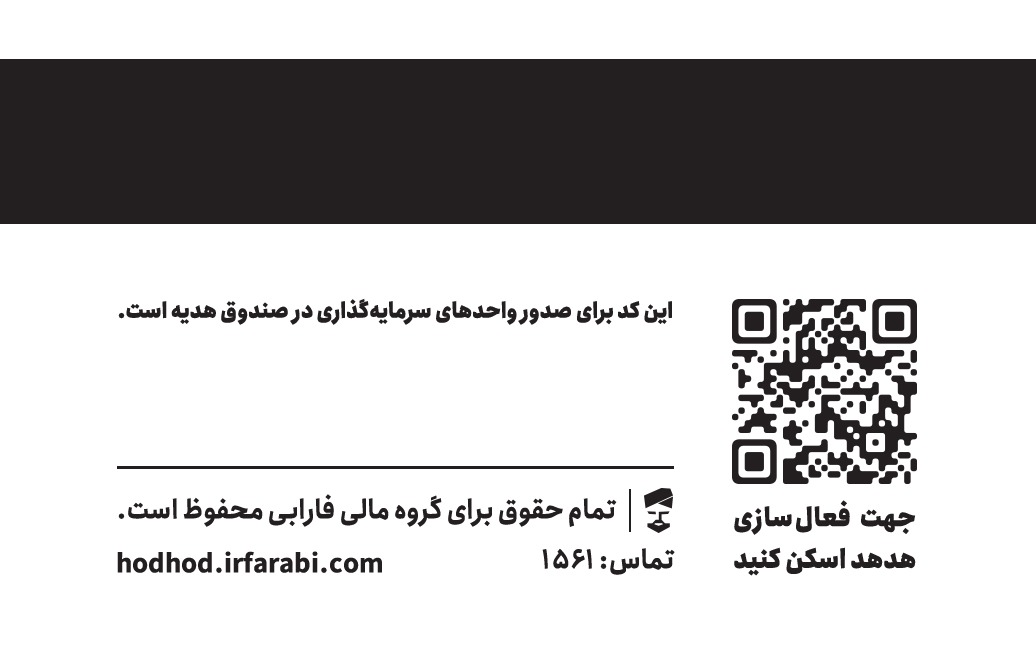 این کد برای صدور واحدهای سرمایه‌گذاری در صندوق هدیه است.
تمام حقوق برای گروه مالی فارابی محفوظ است.
تماس: ۱۵۶۱
hodhod.irfarabi.com
جهت فعال سازی
هدهد اسکن کنید